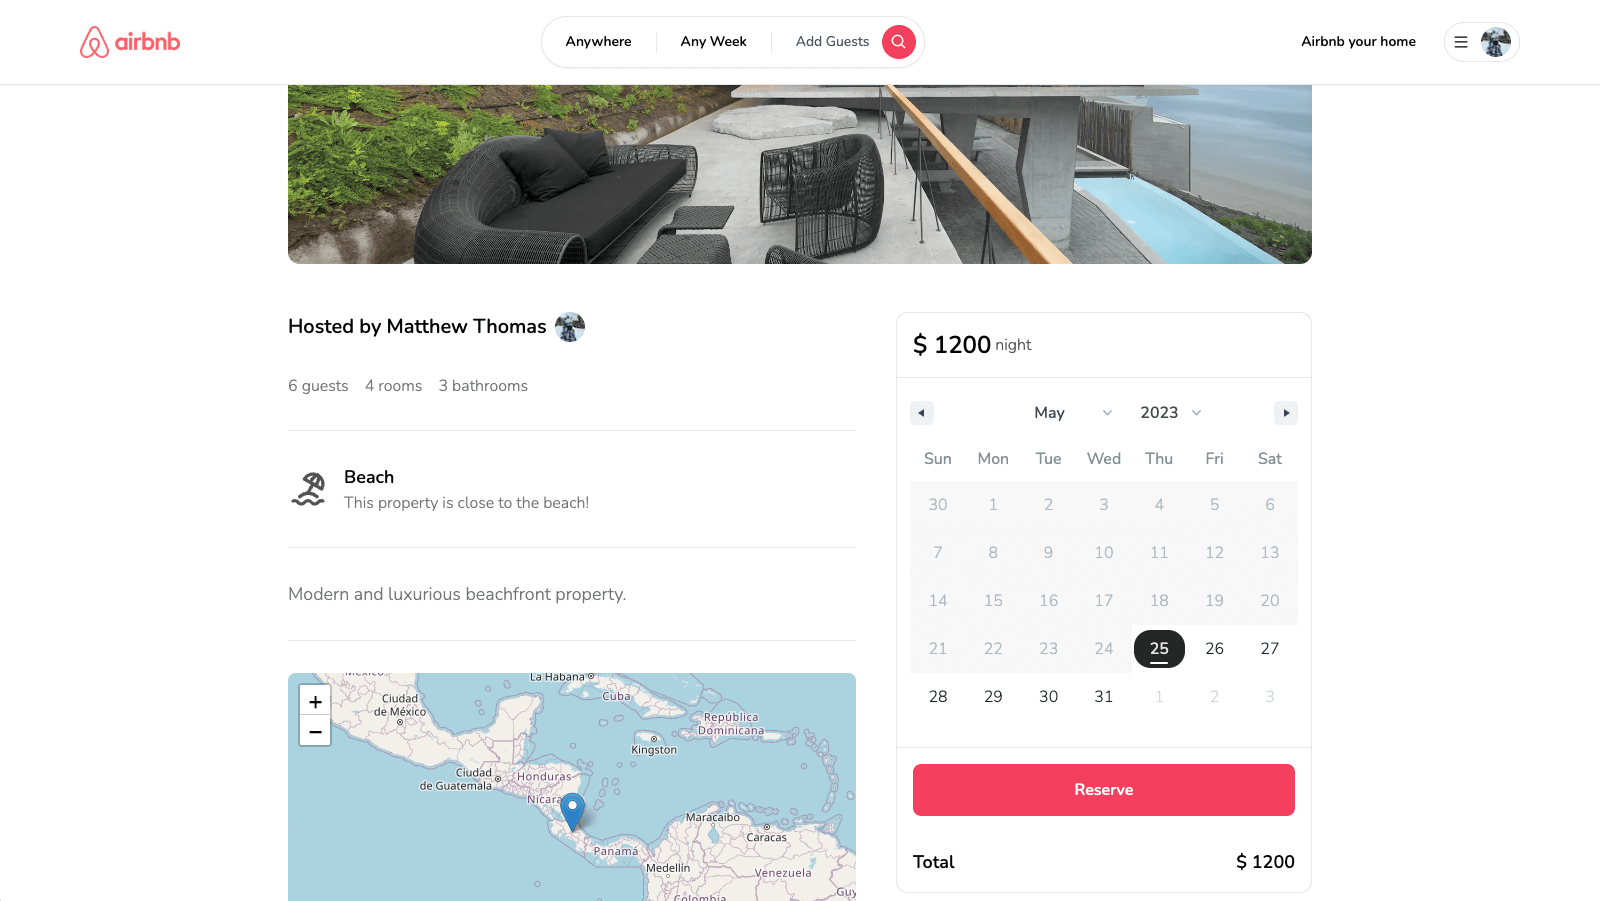 airbnb
Anywhere
Any Week
Add Guests
Airbnb your home
Hosted by Matthew Thomas
6 guests 4 rooms 3 bathrooms
Beach
This property is close to the beach!
Modern and luxurious beachfront property.
+
−
México
La Habana
Ciudad
de México
Cuba
República
Dominicana
Kingston
Ciudad
de Guatemala
Honduras
Nicara
Maracaibo
Caracas
Panamá
Medellín
Venezuela
Colombia
Guy
$ 1200 night
May 2023
Sun Mon Tue Wed Thu Fri Sat
30 1 2 3 4 5 6
7 8 9 10 11 12 13
14 15 16 17 18 19 20
21 22 23 24 25 26 27
28 29 30 31 1 2 3
Reserve
Total $ 1200